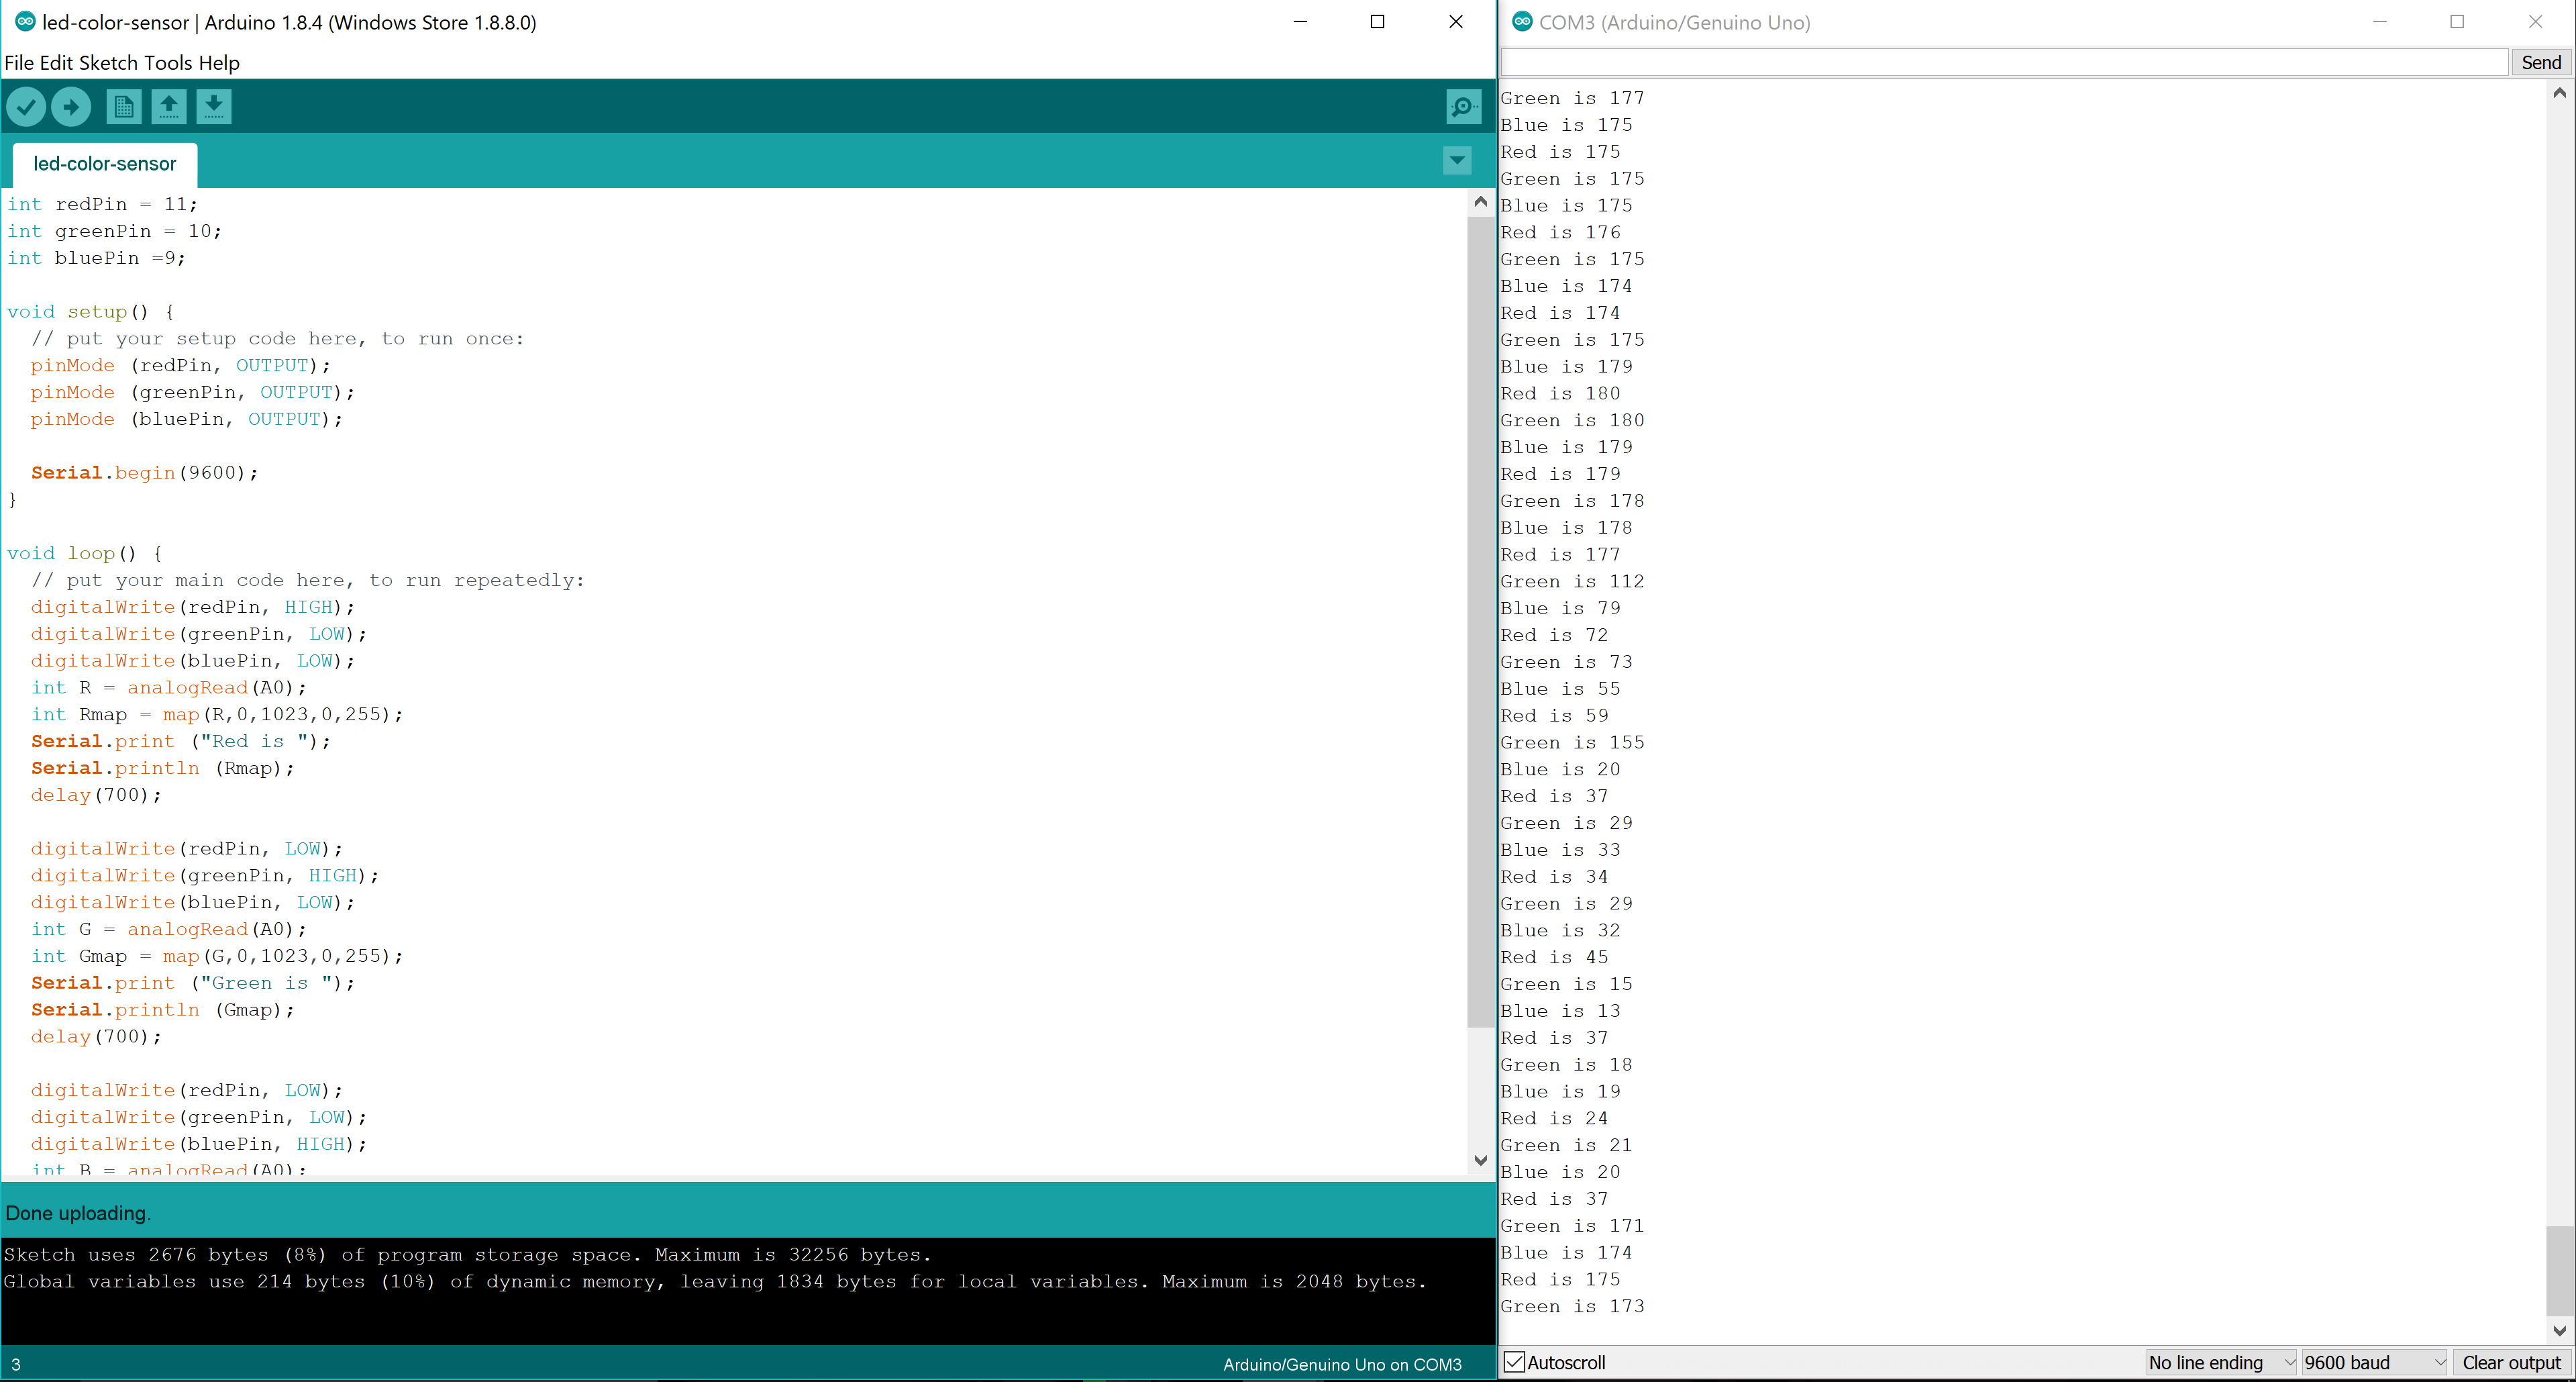 led-color-sensor | Arduino 1.8.4 (Windows Store 1.8.8.0)
File Edit Sketch Tools Help
led-color-sensor
int redPin = 11;
int greenPin = 10;
int bluePin =9;
void setup() {
// put your setup code here, to run once:
pinMode (redPin, OUTPUT);
pinMode (greenPin, OUTPUT);
pinMode (bluePin, OUTPUT);
Serial.begin(9600);
}
void loop() {
// put your main code here, to run repeatedly:
digitalWrite(redPin, HIGH);
digitalWrite(greenPin, LOW);
digitalWrite(bluePin, LOW);
int R = analogRead(A0);
int Rmap = map(R,0,1023,0,255);
Serial.print ("Red is ");
Serial.println (Rmap);
delay(700);
digitalWrite(redPin, LOW);
digitalWrite(greenPin, HIGH);
digitalWrite(bluePin, LOW);
int G = analogRead(A0);
int Gmap = map(G,0,1023,0,255);
Serial.print ("Green is ");
Serial.println (Gmap);
delay(700);
digitalWrite(redPin, LOW);
digitalWrite(greenPin, LOW);
digitalWrite(bluePin, HIGH);
int B = analogRead(A0);
Done uploading.
Sketch uses 2676 bytes (8%) of program storage space. Maximum is 32256 bytes.
Global variables use 214 bytes (10%) of dynamic memory, leaving 1834 bytes for local variables. Maximum is 2048 bytes.
3
Arduino/Genuino Uno on COM3
COM3 (Arduino/Genuino Uno)
Send
Green is 177
Blue is 175
Red is 175
Green is 175
Blue is 175
Red is 176
Green is 175
Blue is 174
Red is 174
Green is 175
Blue is 179
Red is 180
Green is 180
Blue is 179
Red is 179
Green is 178
Blue is 178
Red is 177
Green is 112
Blue is 79
Red is 72
Green is 73
Blue is 55
Red is 59
Green is 155
Blue is 20
Red is 37
Green is 29
Blue is 33
Red is 34
Green is 29
Blue is 32
Red is 45
Green is 15
Blue is 13
Red is 37
Green is 18
Blue is 19
Red is 24
Green is 21
Blue is 20
Red is 37
Green is 171
Blue is 174
Red is 175
Green is 173
Autoscroll
No line ending
9600 baud
Clear output